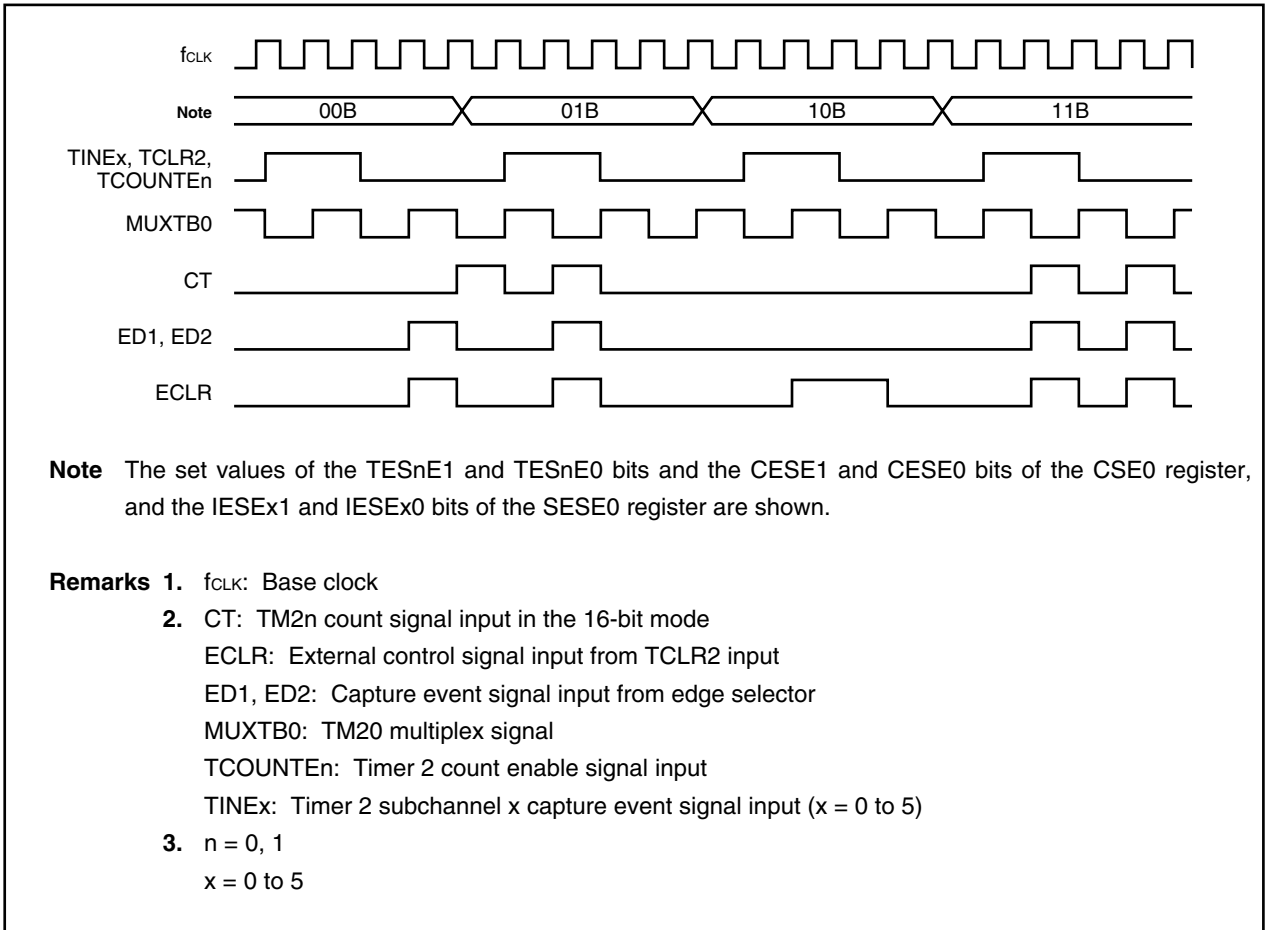 fCLK
Note 00B 01B 10B 11B
TINEx, TCLR2,
TCOUNTEn
MUXTB0
CT
ED1, ED2
ECLR
Note The set values of the TESnE1 and TESnE0 bits and the CESE1 and CESE0 bits of the CSE0 register,
and the IESEx1 and IESEx0 bits of the SESE0 register are shown.
Remarks 1. fCLK: Base clock
2. CT: TM2n count signal input in the 16-bit mode
ECLR: External control signal input from TCLR2 input
ED1, ED2: Capture event signal input from edge selector
MUXTB0: TM20 multiplex signal
TCOUNTEn: Timer 2 count enable signal input
TINEx: Timer 2 subchannel x capture event signal input (x = 0 to 5)
3. n = 0, 1
x = 0 to 5